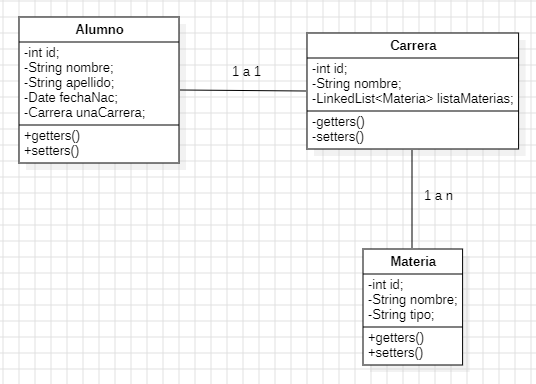 Alumno
-int id;
-String nombre;
-String apellido;
-Date fechaNac;
-Carrera unaCarrera;
+getters()
+setters()
1 a 1
Carrera
-int id;
-String nombre;
-LinkedList<Materia> listaMaterias;
-getters()
-setters()
1 a n
Materia
-int id;
-String nombre;
-String tipo;
+getters()
+setters()